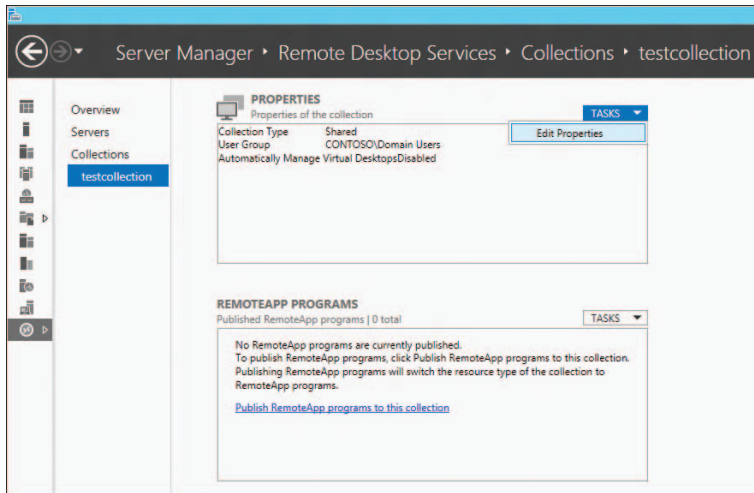 Server Manager ‣ Remote Desktop Services ‣ Collections ‣ testcollection
Overview
Servers
Collections
testcollection
PROPERTIES
Properties of the collection
TASKS
Edit Properties
Collection Type Shared
User Group CONTOSO\Domain Users
Automatically Manage Virtual DesktopsDisabled
REMOTEAPP PROGRAMS
Published RemoteApp programs | 0 total
TASKS
No RemoteApp programs are currently published.
To publish RemoteApp programs, click Publish RemoteApp programs to this collection.
Publishing RemoteApp programs will switch the resource type of the collection to
RemoteApp programs.
Publish RemoteApp programs to this collection